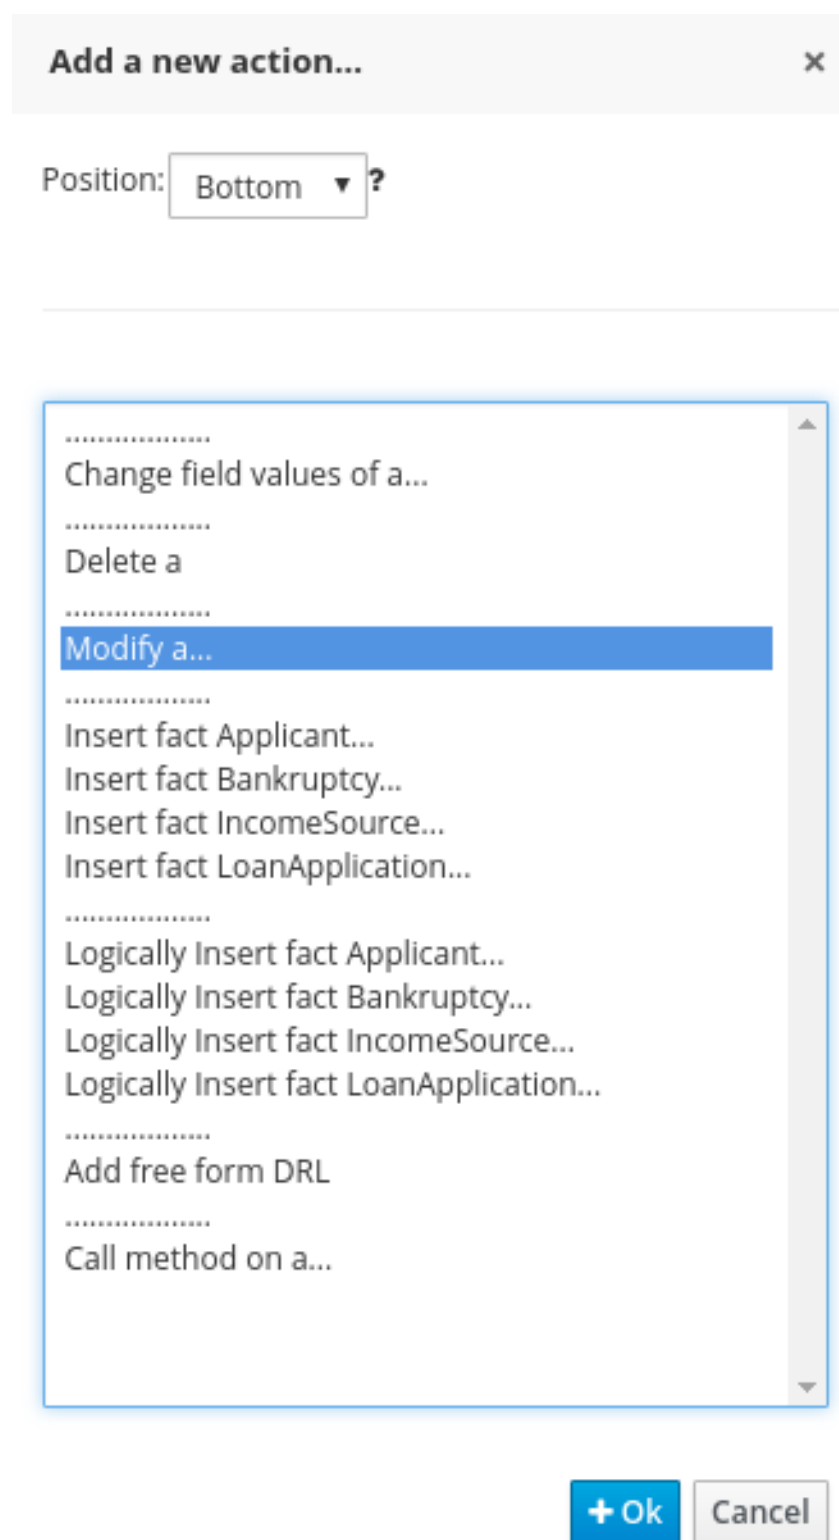 Add a new action... ×
Position: Bottom ▼ ?
..................
Change field values of a...
..................
Delete a
..................
Modify a...
..................
Insert fact Applicant...
Insert fact Bankruptcy...
Insert fact IncomeSource...
Insert fact LoanApplication...
..................
Logically Insert fact Applicant...
Logically Insert fact Bankruptcy...
Logically Insert fact IncomeSource...
Logically Insert fact LoanApplication...
..................
Add free form DRL
..................
Call method on a...
+ Ok Cancel